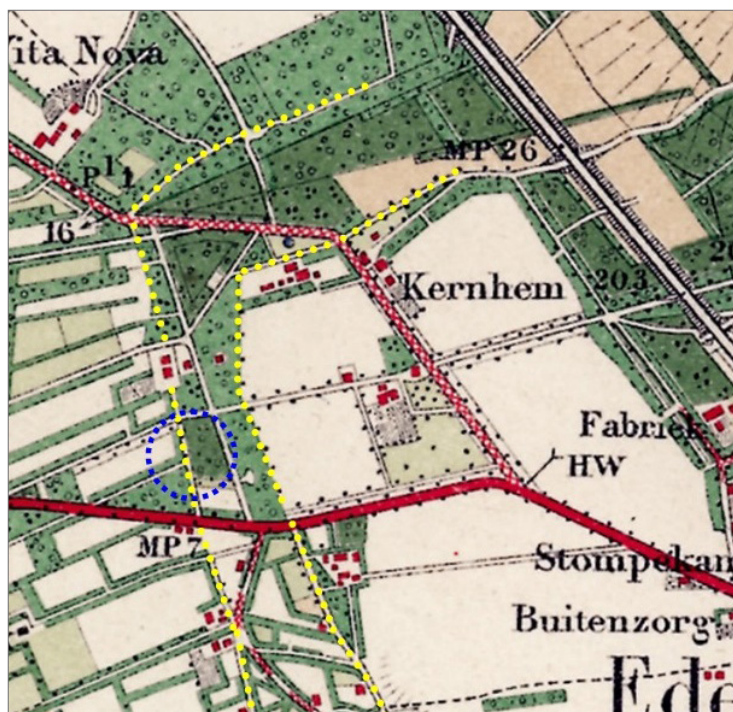 Vita Nova
P 11
16
MP 26
Kernhem
203
Fabriek
HW
MP 7
Stompekam
Buitenzorg
Ede